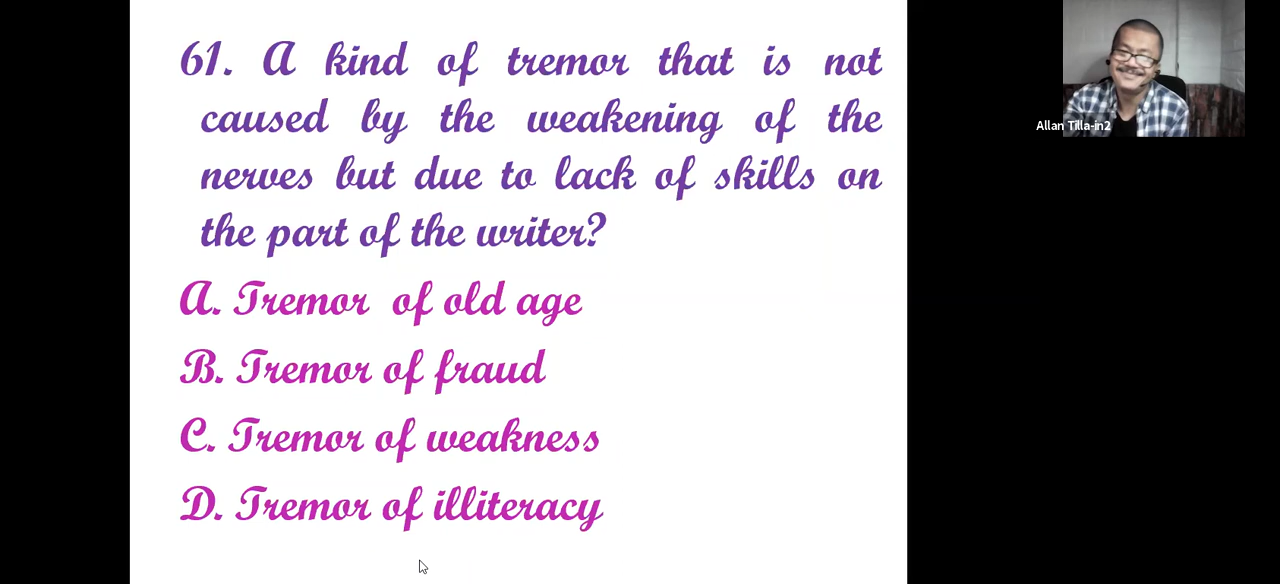 61. A kind of tremor that is not
caused by the weakening of the
nerves but due to lack of skills on
the part of the writer?
A. Tremor of old age
B. Tremor of fraud
C. Tremor of weakness
D. Tremor of illiteracy
Allan Tilla-in2